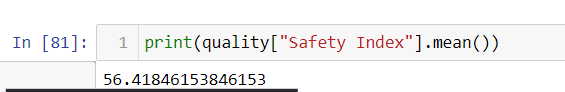 In [81]: 1 print(quality["Safety Index"].mean())
56.41846153846153